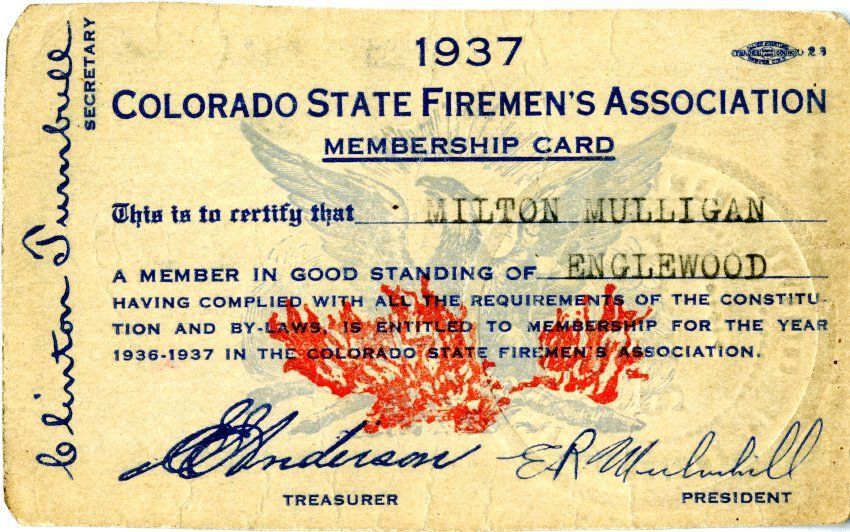 1937
COLORADO STATE FIREMEN'S ASSOCIATION
MEMBERSHIP CARD
This is to certify that MILTON MULLIGAN
A MEMBER IN GOOD STANDING OF ENGLEWOOD
HAVING COMPLIED WITH ALL THE REQUIREMENTS OF THE CONSTITU-
TION AND BY-LAWS, IS ENTITLED TO MEMBERSHIP FOR THE YEAR
1936-1937 IN THE COLORADO STATE FIREMEN'S ASSOCIATION.
Anderson
TREASURER
E R
PRESIDENT
Clinton Turnbull
SECRETARY